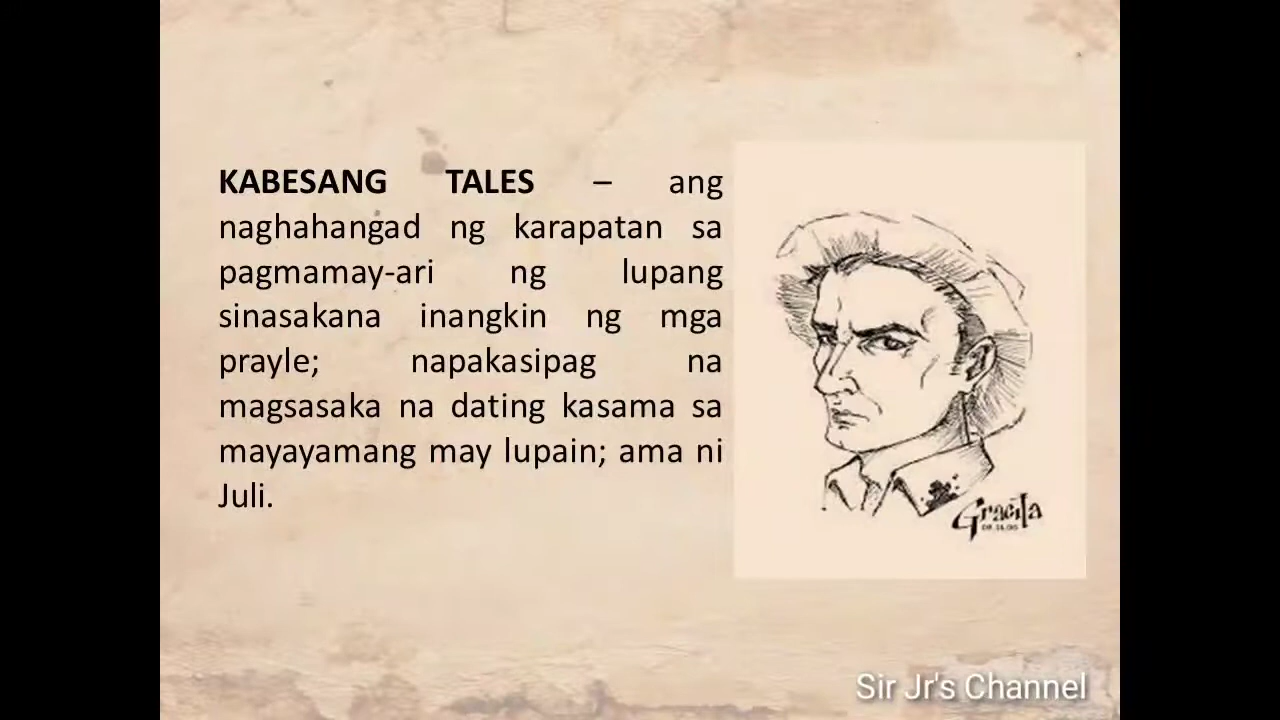 KABESANG TALES – ang
naghahangad ng karapatan sa
pagmamay-ari ng lupang
sinasakana inangkin ng mga
prayle; napakasipag na
magsasaka na dating kasama sa
mayayamang may lupain; ama ni
Juli.
Gracita
Sir Jr's Channel